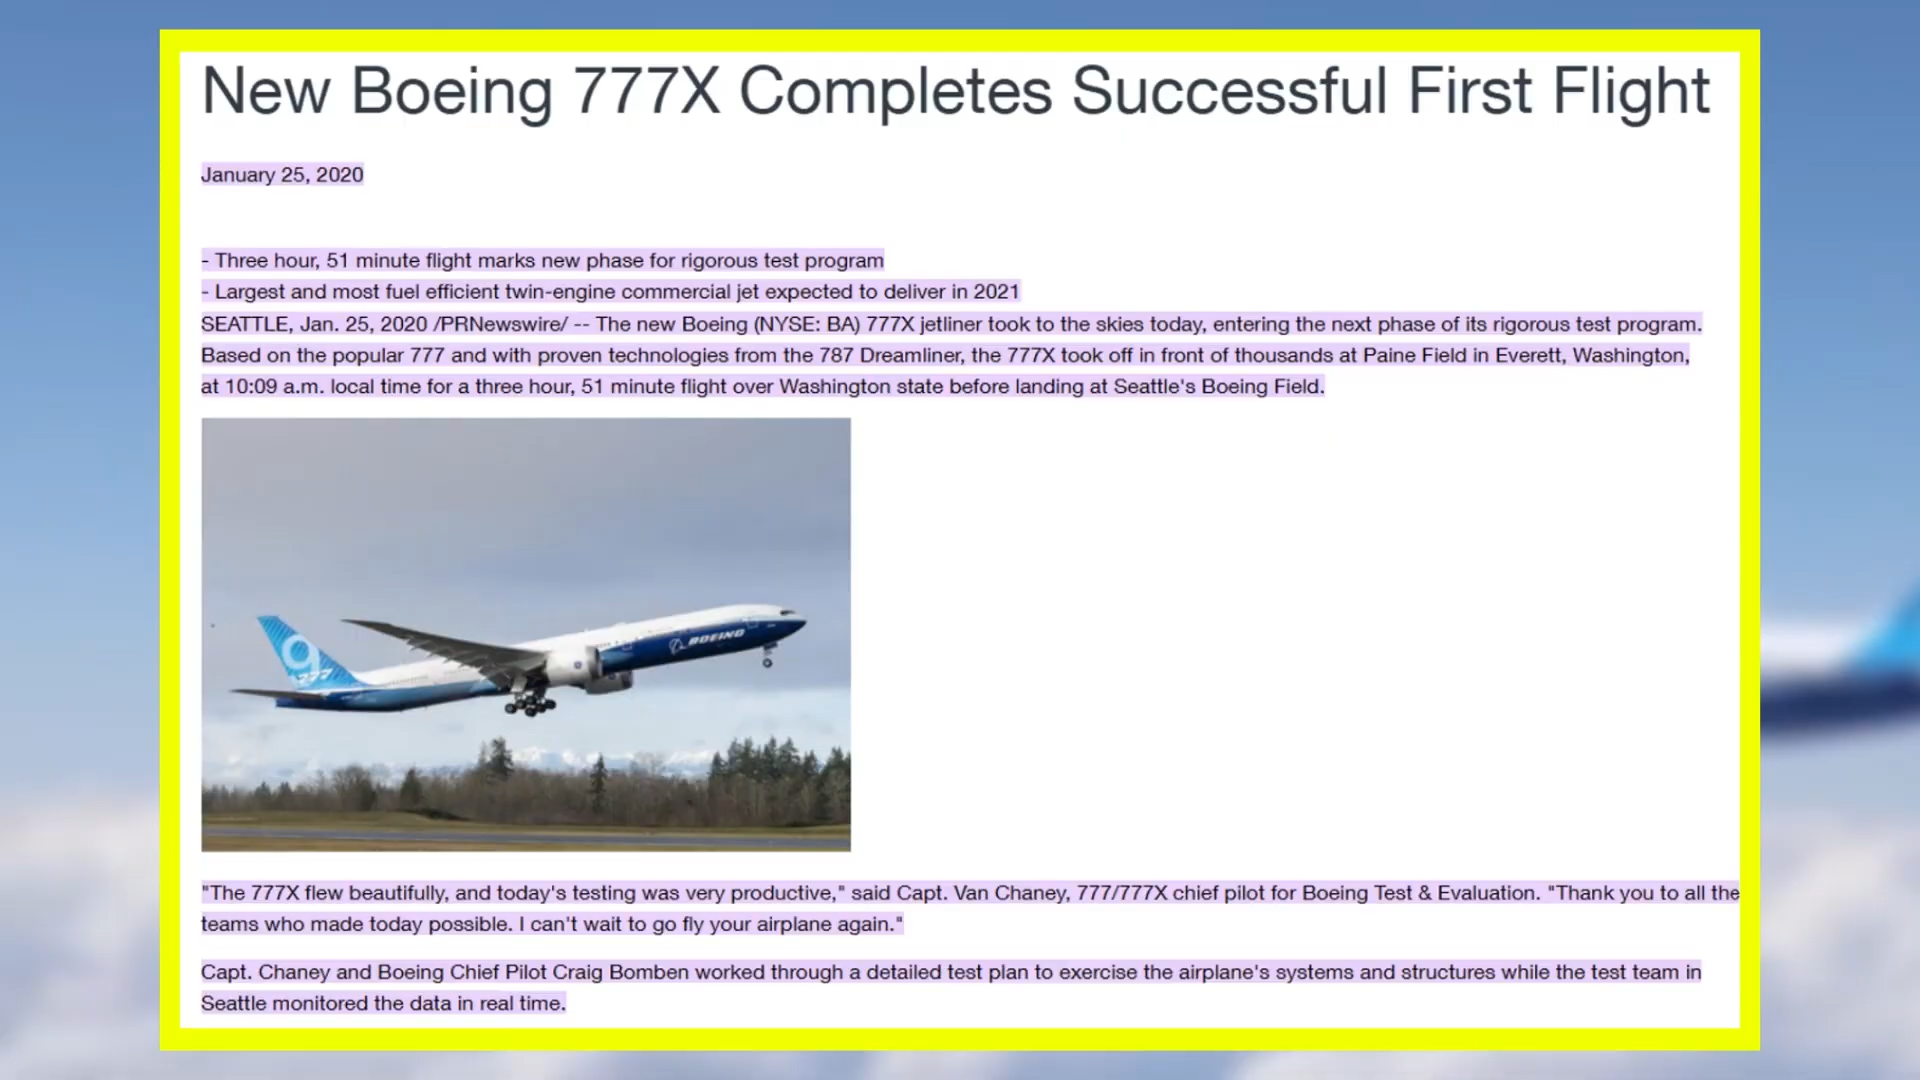 New Boeing 777X Completes Successful First Flight
January 25, 2020
- Three hour, 51 minute flight marks new phase for rigorous test program
- Largest and most fuel efficient twin-engine commercial jet expected to deliver in 2021
SEATTLE, Jan. 25, 2020 /PRNewswire/ -- The new Boeing (NYSE: BA) 777X jetliner took to the skies today, entering the next phase of its rigorous test program.
Based on the popular 777 and with proven technologies from the 787 Dreamliner, the 777X took off in front of thousands at Paine Field in Everett, Washington,
at 10:09 a.m. local time for a three hour, 51 minute flight over Washington state before landing at Seattle's Boeing Field.
9
777
BOEING
"The 777X flew beautifully, and today's testing was very productive," said Capt. Van Chaney, 777/777X chief pilot for Boeing Test & Evaluation. "Thank you to all the
teams who made today possible. I can't wait to go fly your airplane again."
Capt. Chaney and Boeing Chief Pilot Craig Bomben worked through a detailed test plan to exercise the airplane's systems and structures while the test team in
Seattle monitored the data in real time.